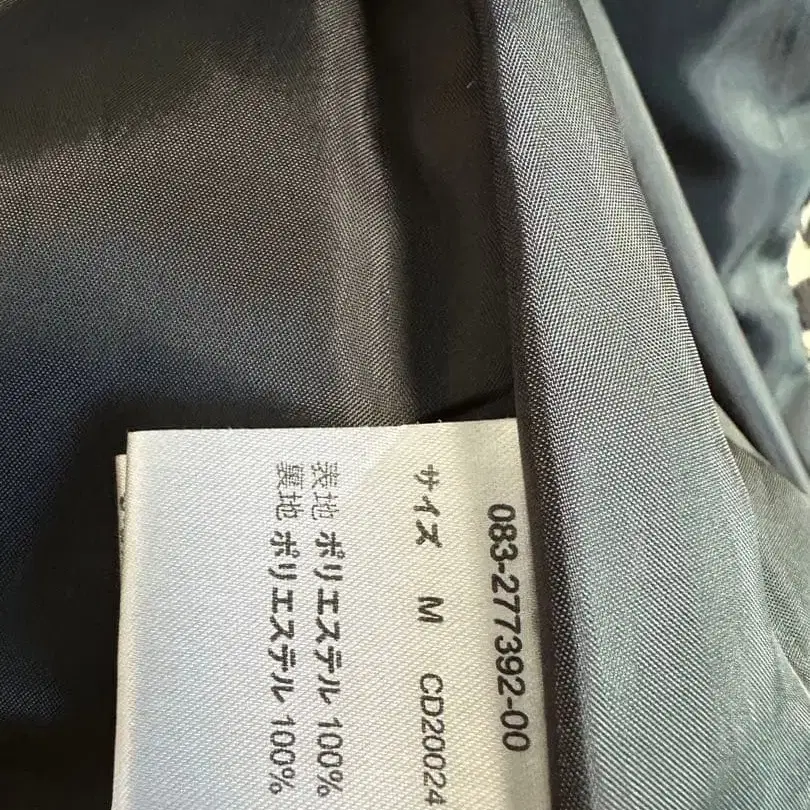 083-277392-00
サイズ M CD20024
表地 ポリエステル 100%
裏地 ポリエステル 100%